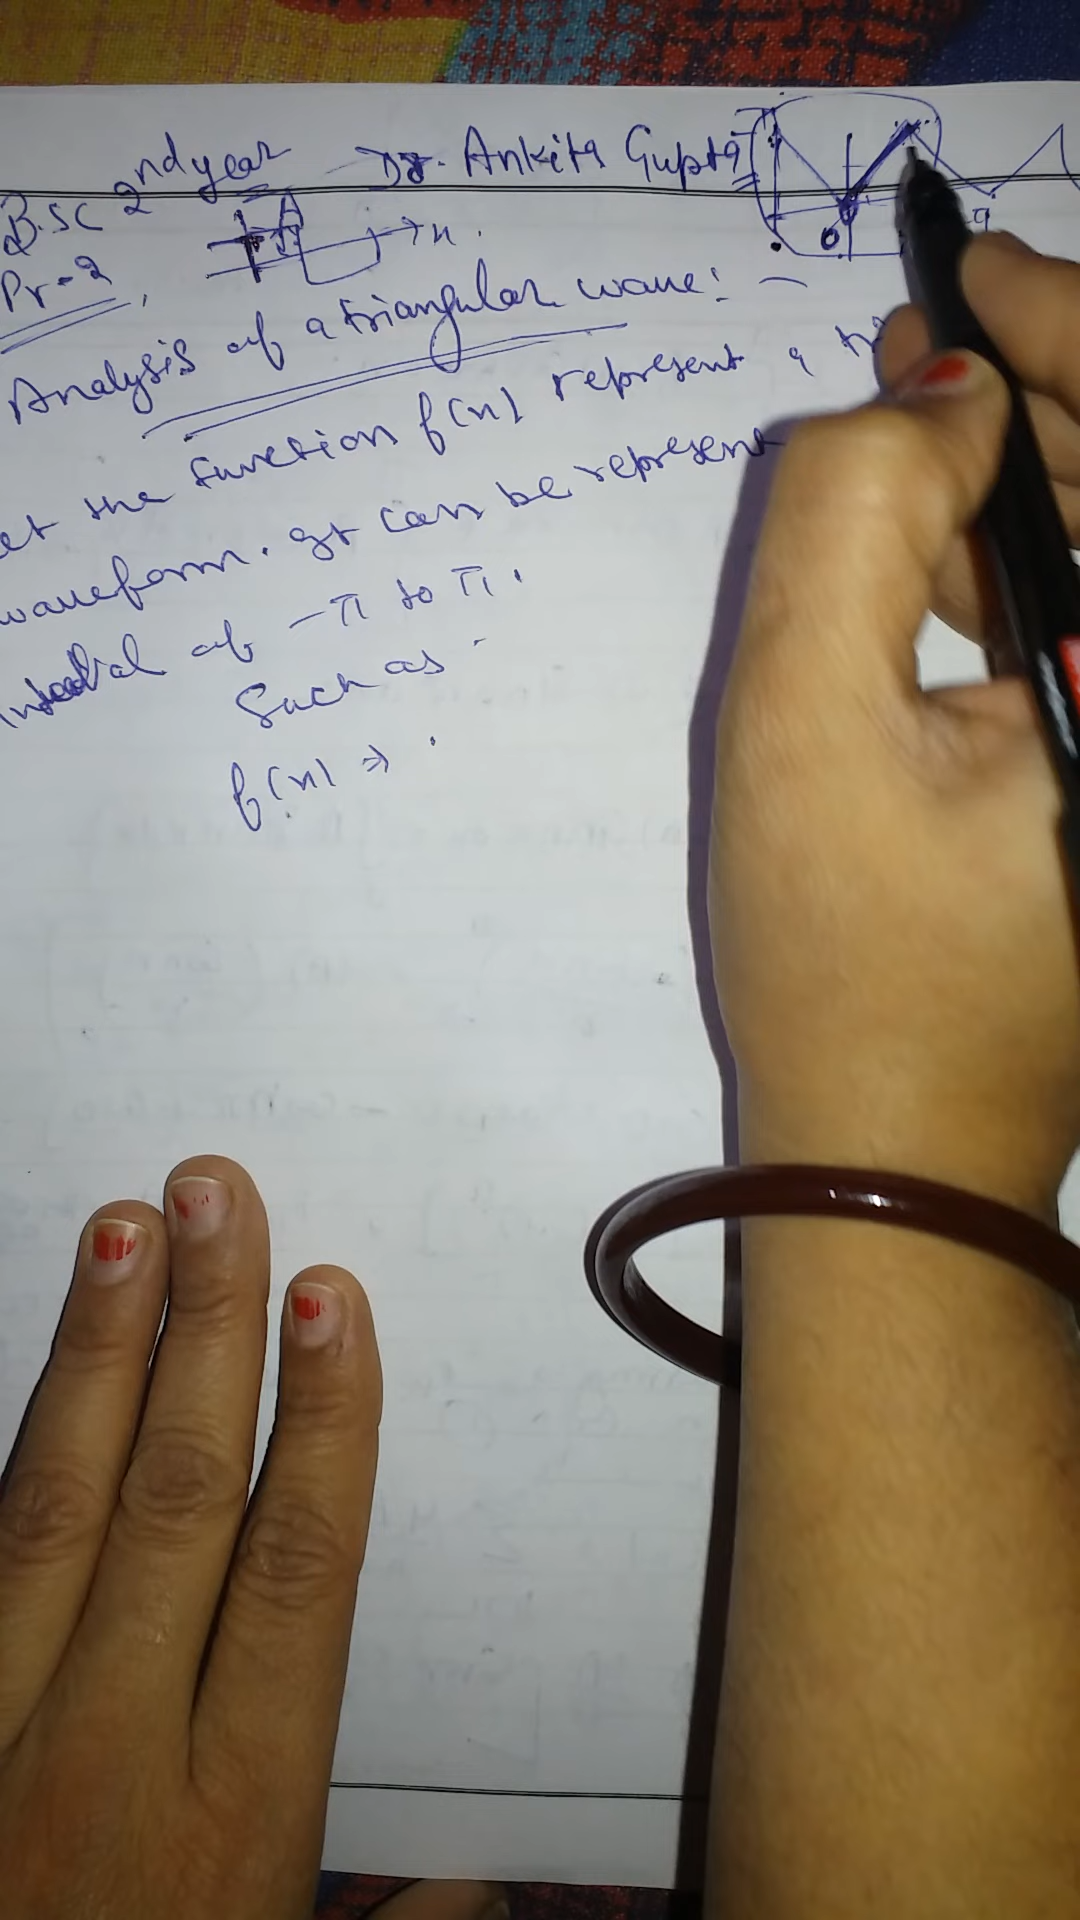 B.SC 2nd year Dr. Ankita Gupta
Pr-2
x
0
Analysis of a triangular wave: -
the function f(x) represent a
waveform. It can be represent
of -π to π.
Such as
f(x) ⇒